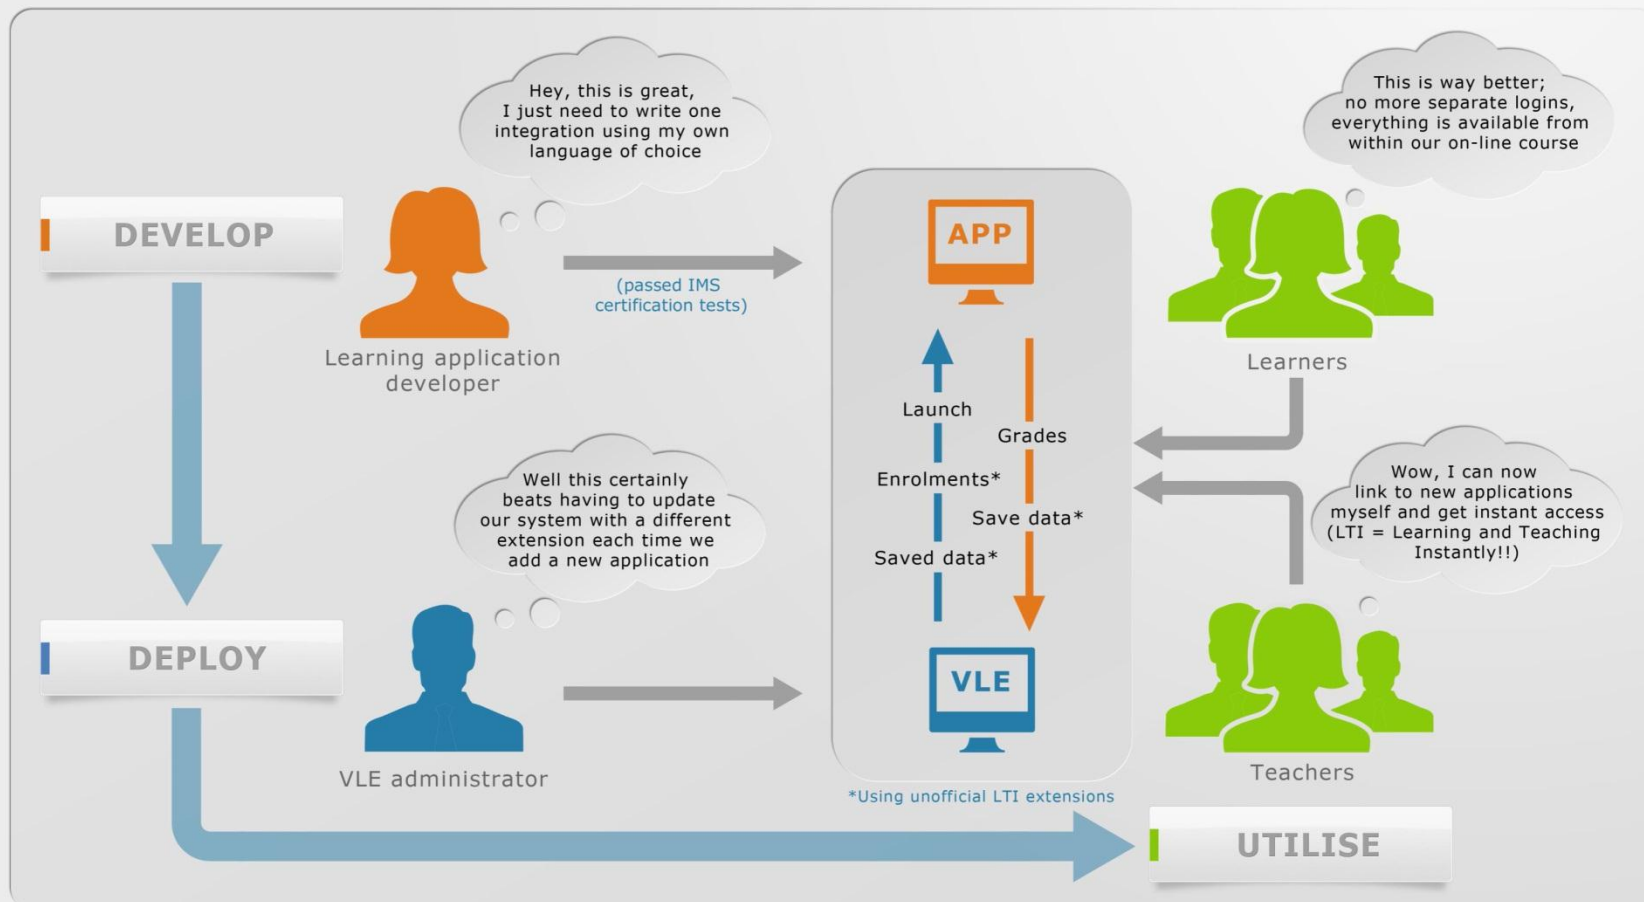 Hey, this is great,
I just need to write one
integration using my own
language of choice
This is way better;
no more separate logins,
everything is available from
within our on-line course
DEVELOP
APP
(passed IMS
certification tests)
Learning application
developer
Learners
Launch
Grades
Enrolments*
Save data*
Saved data*
Well this certainly
beats having to update
our system with a different
extension each time we
add a new application
Wow, I can now
link to new applications
myself and get instant access
(LTI = Learning and Teaching
Instantly!!)
DEPLOY
VLE
VLE administrator
Teachers
*Using unofficial LTI extensions
UTILISE